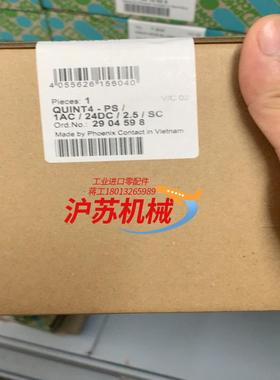 4 055626 156040
Pieces: 1
V/C 02
QUINT4 - PS /
1AC / 24DC / 2.5 / SC
Ord.No.: 29 04 59 8
Made by Phoenix Contact in Vietnam
工业进口零配件
蒋工18013265989
沪苏机械